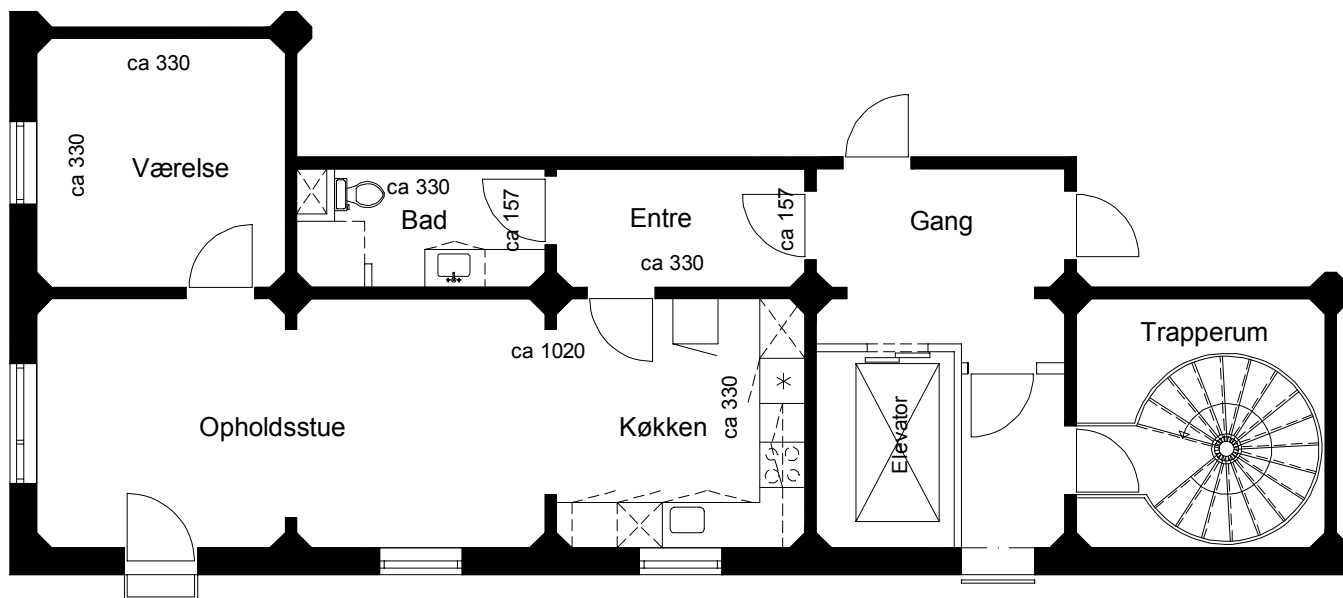 ca 330
ca 330
Værelse
ca 330
Bad
ca 157
Entre
ca 330
ca 157
Gang
Trapperum
ca 1020
Opholdsstue
Køkken
ca 330
Elevator